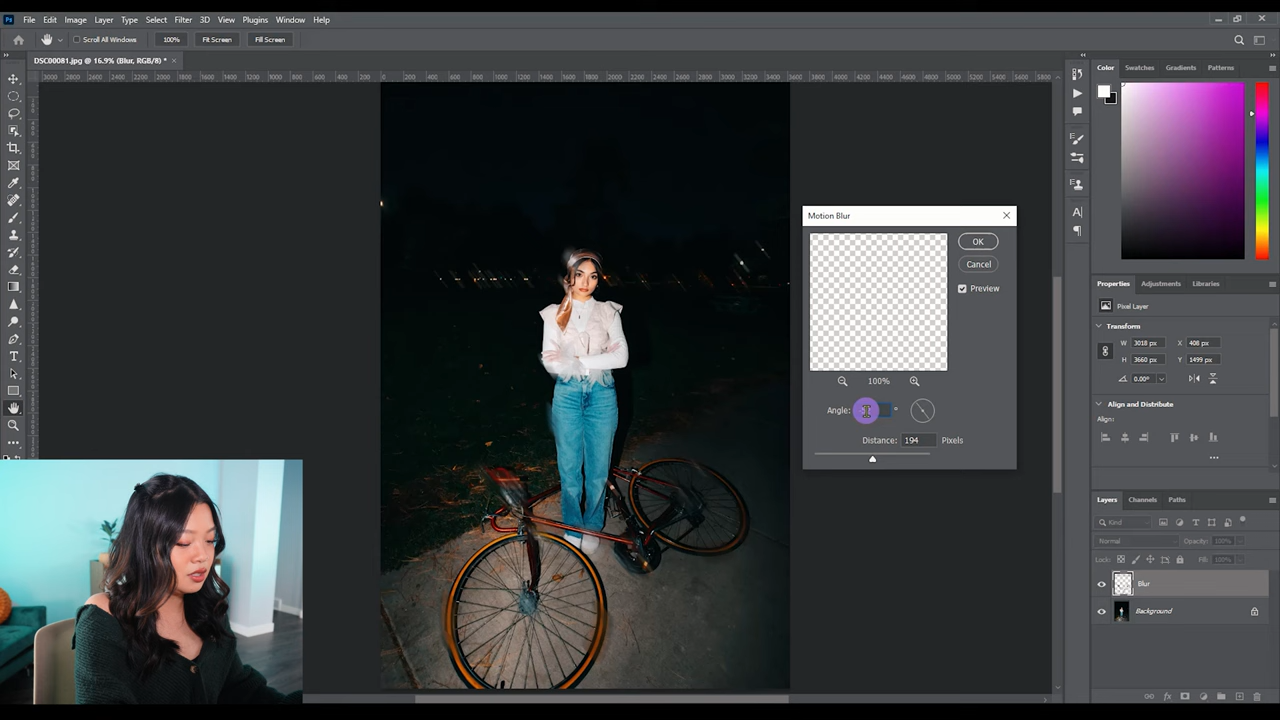 Ps File Edit Image Layer Type Select Filter 3D View Plugins Window Help
Scroll All Windows 100% Fit Screen Fill Screen
DSC00081.jpg @ 16.9% (Blur, RGB/8) *
Color Swatches Gradients Patterns
Motion Blur
OK
Cancel
Preview
100%
Angle: °
Distance: 194 Pixels
Properties Adjustments Libraries
Pixel Layer
Transform
W 3018 px X 408 px
H 3660 px Y 1499 px
0.00°
Align and Distribute
Align:
Layers Channels Paths
Kind
Normal Opacity: 100%
Lock: Fill: 100%
Blur
Background